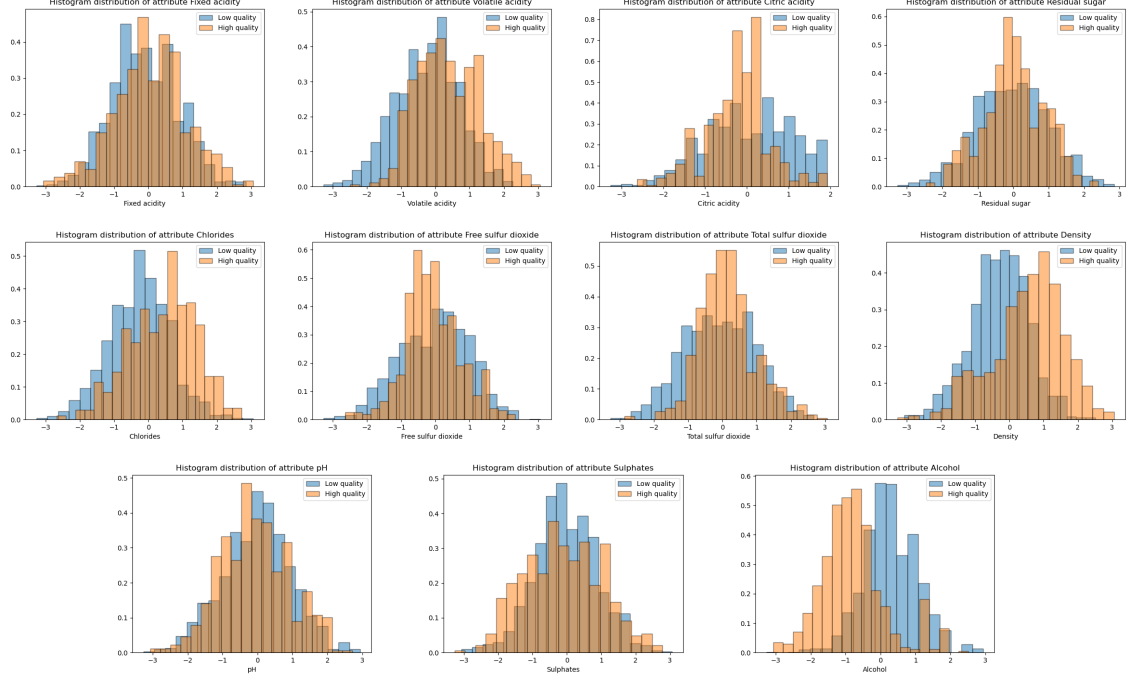 Histogram distribution of attribute Fixed acidity
Low quality
High quality
0.4
0.3
0.2
0.1
0.0
−3 −2 −1 0 1 2 3
Fixed acidity
Histogram distribution of attribute Volatile acidity
Low quality
High quality
0.5
0.4
0.3
0.2
0.1
0.0
−3 −2 −1 0 1 2 3
Volatile acidity
Histogram distribution of attribute Citric acidity
Low quality
High quality
0.8
0.7
0.6
0.5
0.4
0.3
0.2
0.1
0.0
−3 −2 −1 0 1 2
Citric acidity
Histogram distribution of attribute Residual sugar
Low quality
High quality
0.6
0.5
0.4
0.3
0.2
0.1
0.0
−3 −2 −1 0 1 2 3
Residual sugar
Histogram distribution of attribute Chlorides
Low quality
High quality
0.5
0.4
0.3
0.2
0.1
0.0
−3 −2 −1 0 1 2 3
Chlorides
Histogram distribution of attribute Free sulfur dioxide
Low quality
High quality
0.6
0.5
0.4
0.3
0.2
0.1
0.0
−3 −2 −1 0 1 2 3
Free sulfur dioxide
Histogram distribution of attribute Total sulfur dioxide
Low quality
High quality
0.5
0.4
0.3
0.2
0.1
0.0
−3 −2 −1 0 1 2 3
Total sulfur dioxide
Histogram distribution of attribute Density
Low quality
High quality
0.4
0.3
0.2
0.1
0.0
−3 −2 −1 0 1 2 3
Density
Histogram distribution of attribute pH
Low quality
High quality
0.5
0.4
0.3
0.2
0.1
0.0
−3 −2 −1 0 1 2 3
pH
Histogram distribution of attribute Sulphates
Low quality
High quality
0.5
0.4
0.3
0.2
0.1
0.0
−3 −2 −1 0 1 2 3
Sulphates
Histogram distribution of attribute Alcohol
Low quality
High quality
0.6
0.5
0.4
0.3
0.2
0.1
0.0
−3 −2 −1 0 1 2 3
Alcohol